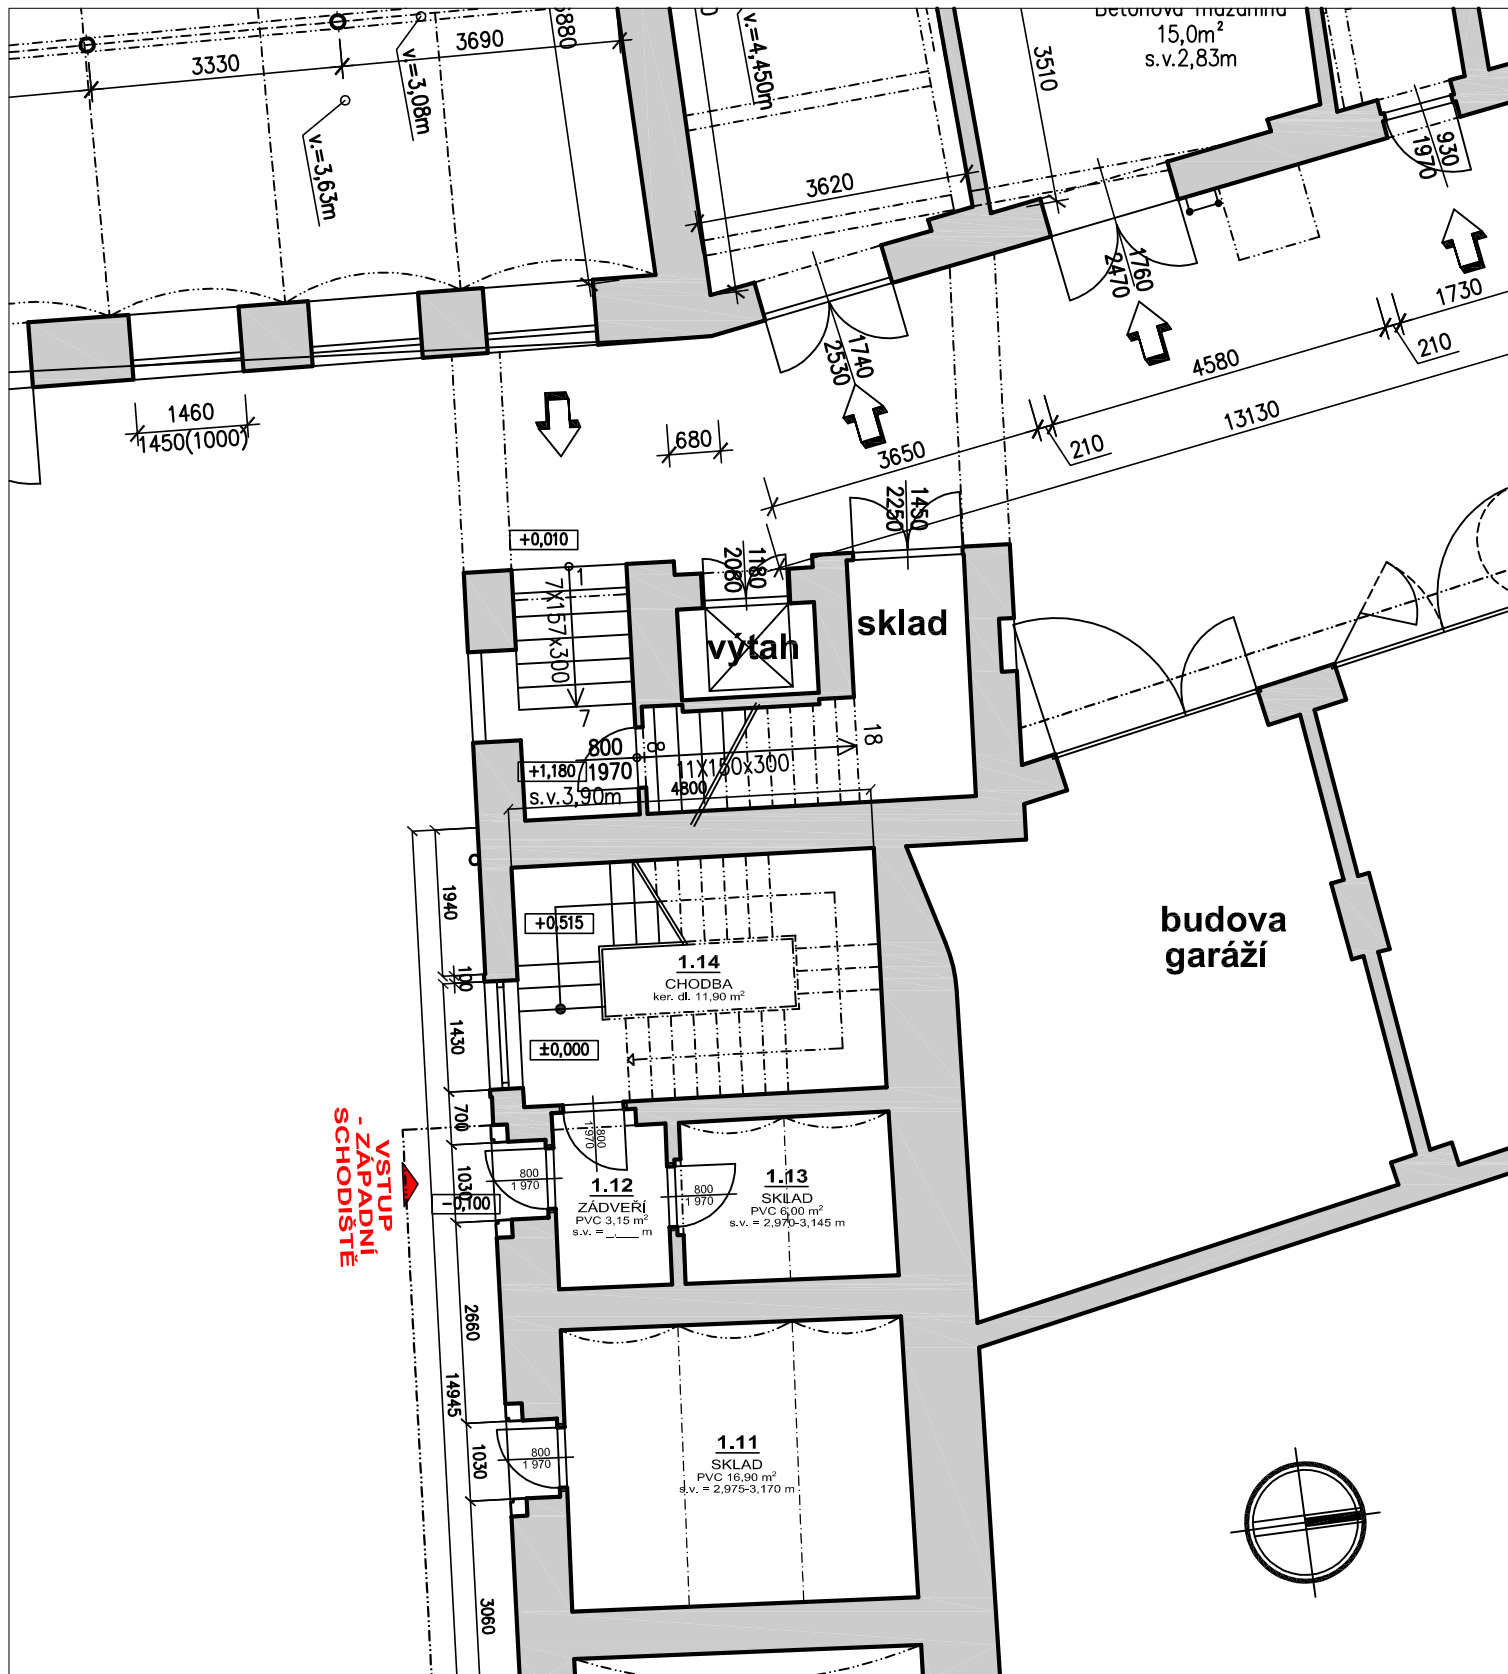 3330
3690
v.=3,08m
v.=3,63m
v.=4,450m
3620
3510
Betonová mazanina
15,0m²
s.v.2,83m
930
1970
1760
2470
1740
2530
1730
210
4580
13130
3650
210
1460
1450(1000)
680
1450
2250
1180
2080
+0,010
1
7X157x300
7
výtah
sklad
800
1970
+1,180
s.v.3,90m
8
11X150x300
18
4800
1940
100
1430
700
1030
2660
14945
1030
3060
+0,515
1.14
CHODBA
ker. dl. 11,90 m²
±0,000
budova
garáží
VSTUP
- ZÁPADNÍ
SCHODIŠTĚ
-0,100
800
1970
800
1 970
1.12
ZÁDVEŘÍ
PVC 3,15 m²
s.v. = _.___ m
800
1 970
1.13
SKLAD
PVC 6,00 m²
s.v. = 2,970-3,145 m
800
1 970
1.11
SKLAD
PVC 16,90 m²
s.v. = 2,975-3,170 m